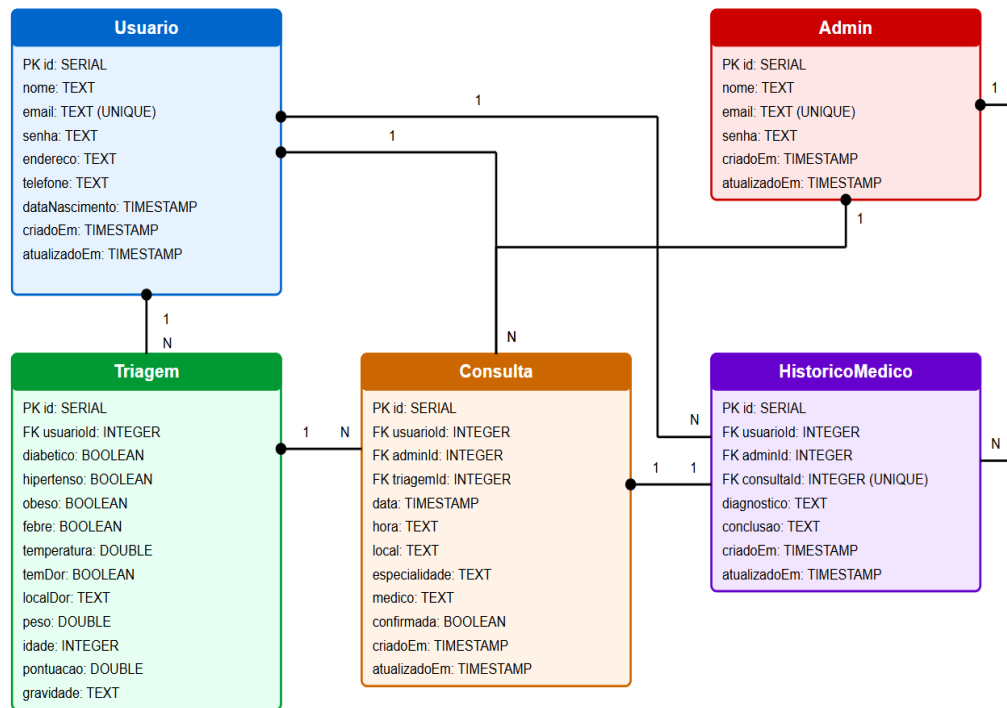 Usuario
PK id: SERIAL
nome: TEXT
email: TEXT (UNIQUE)
senha: TEXT
endereco: TEXT
telefone: TEXT
dataNascimento: TIMESTAMP
criadoEm: TIMESTAMP
atualizadoEm: TIMESTAMP
Admin
PK id: SERIAL
nome: TEXT
email: TEXT (UNIQUE)
senha: TEXT
criadoEm: TIMESTAMP
atualizadoEm: TIMESTAMP
1
1
1
1
1
N
N
Triagem
PK id: SERIAL
FK usuarioId: INTEGER
diabetico: BOOLEAN
hipertenso: BOOLEAN
obeso: BOOLEAN
febre: BOOLEAN
temperatura: DOUBLE
temDor: BOOLEAN
localDor: TEXT
peso: DOUBLE
idade: INTEGER
pontuacao: DOUBLE
gravidade: TEXT
1
N
Consulta
PK id: SERIAL
FK usuarioId: INTEGER
FK adminId: INTEGER
FK triagemId: INTEGER
data: TIMESTAMP
hora: TEXT
local: TEXT
especialidade: TEXT
medico: TEXT
confirmada: BOOLEAN
criadoEm: TIMESTAMP
atualizadoEm: TIMESTAMP
N
1
1
HistoricoMedico
PK id: SERIAL
FK usuarioId: INTEGER
FK adminId: INTEGER
FK consultaId: INTEGER (UNIQUE)
diagnostico: TEXT
conclusao: TEXT
criadoEm: TIMESTAMP
atualizadoEm: TIMESTAMP
N